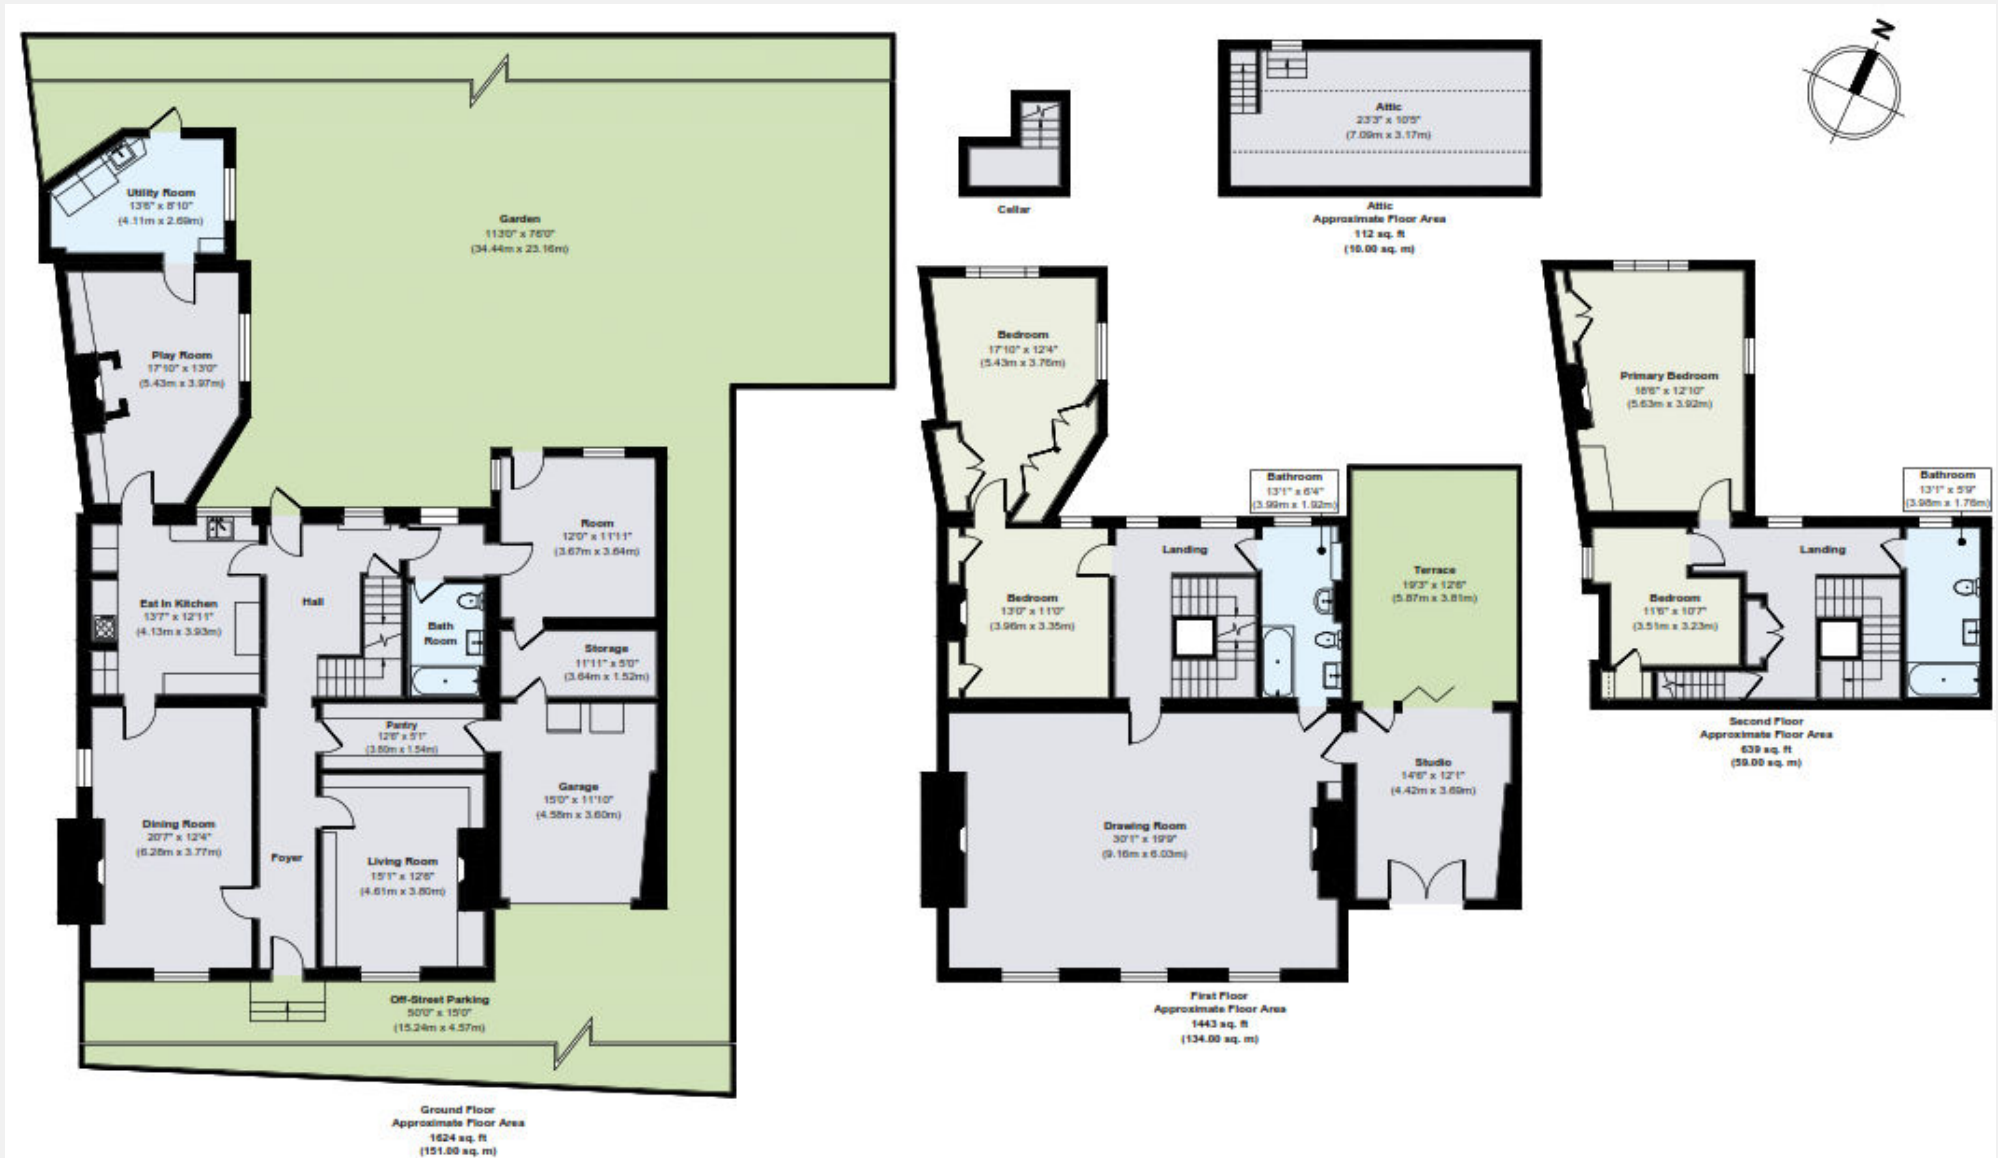 N
Utility Room
13'6" x 8'10"
(4.11m x 2.69m)
Garden
113'0" x 76'0"
(34.44m x 23.16m)
Play Room
17'10" x 13'0"
(5.43m x 3.97m)
Room
12'0" x 11'11"
(3.67m x 3.64m)
Eat In Kitchen
13'7" x 12'11"
(4.13m x 3.93m)
Hall
Bath
Room
Storage
11'11" x 5'0"
(3.64m x 1.52m)
Pantry
12'6" x 5'1"
(3.80m x 1.54m)
Garage
15'0" x 11'10"
(4.58m x 3.60m)
Dining Room
20'7" x 12'4"
(6.28m x 3.77m)
Foyer
Living Room
15'1" x 12'6"
(4.61m x 3.80m)
Off-Street Parking
50'0" x 15'0"
(15.24m x 4.57m)
Ground Floor
Approximate Floor Area
1624 sq. ft
(151.00 sq. m)
Cellar
Attic
23'3" x 10'5"
(7.09m x 3.17m)
Attic
Approximate Floor Area
112 sq. ft
(10.00 sq. m)
Bedroom
17'10" x 12'4"
(5.43m x 3.76m)
Bathroom
13'1" x 6'4"
(3.99m x 1.92m)
Landing
Bedroom
13'0" x 11'0"
(3.96m x 3.35m)
Terrace
19'3" x 12'6"
(5.87m x 3.81m)
Studio
14'6" x 12'1"
(4.42m x 3.69m)
Drawing Room
30'1" x 19'9"
(9.16m x 6.03m)
First Floor
Approximate Floor Area
1443 sq. ft
(134.00 sq. m)
Primary Bedroom
18'6" x 12'10"
(5.63m x 3.92m)
Bathroom
13'1" x 5'9"
(3.98m x 1.76m)
Landing
Bedroom
11'6" x 10'7"
(3.51m x 3.23m)
Second Floor
Approximate Floor Area
639 sq. ft
(59.00 sq. m)